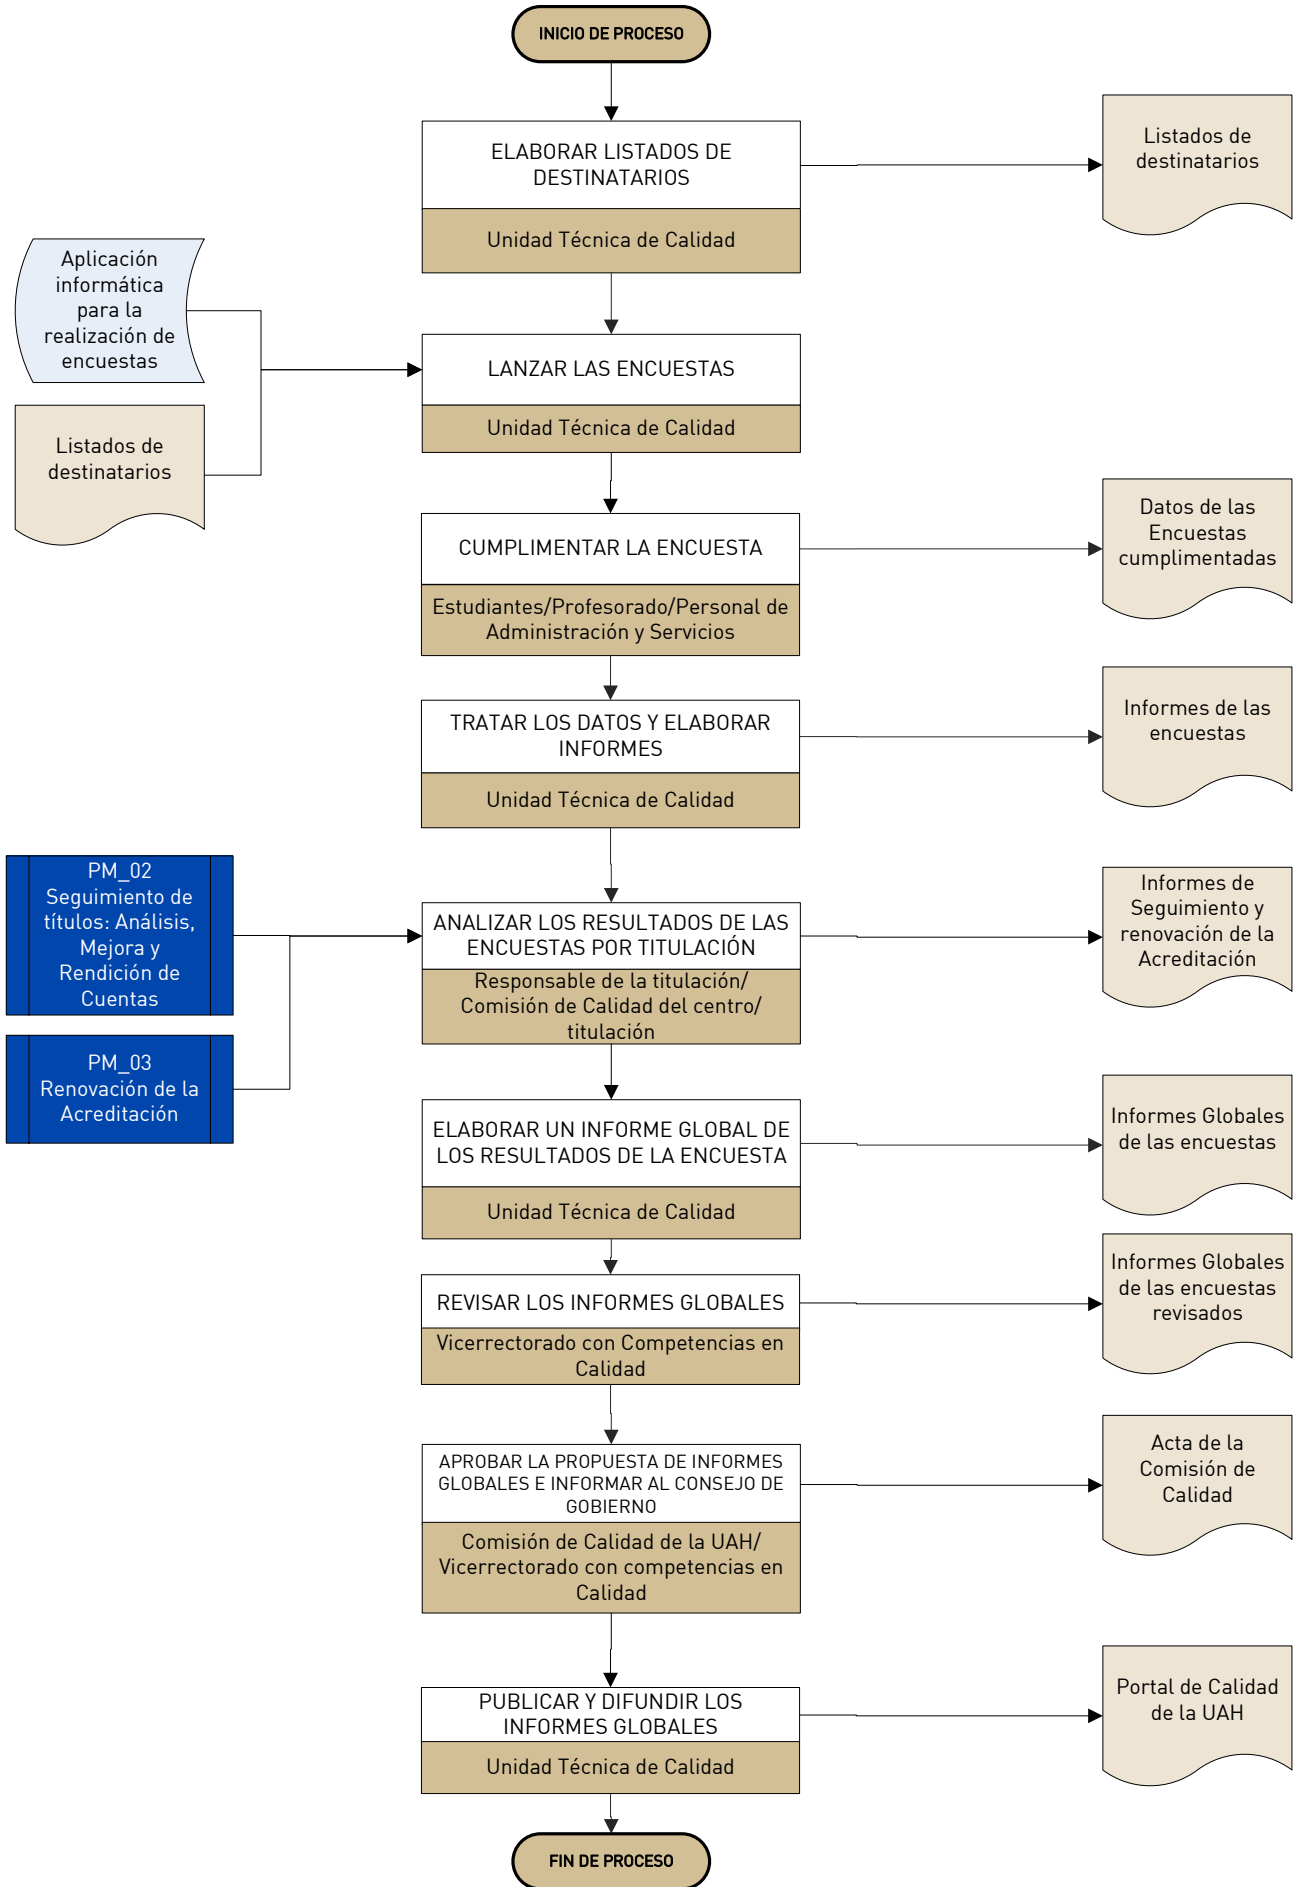 INICIO DE PROCESO
ELABORAR LISTADOS DE
DESTINATARIOS
Unidad Técnica de Calidad
Listados de
destinatarios
Aplicación
informática
para la
realización de
encuestas
Listados de
destinatarios
LANZAR LAS ENCUESTAS
Unidad Técnica de Calidad
CUMPLIMENTAR LA ENCUESTA
Estudiantes/Profesorado/Personal de
Administración y Servicios
Datos de las
Encuestas
cumplimentadas
TRATAR LOS DATOS Y ELABORAR
INFORMES
Unidad Técnica de Calidad
Informes de las
encuestas
PM_02
Seguimiento de
títulos: Análisis,
Mejora y
Rendición de
Cuentas
PM_03
Renovación de la
Acreditación
ANALIZAR LOS RESULTADOS DE LAS
ENCUESTAS POR TITULACIÓN
Responsable de la titulación/
Comisión de Calidad del centro/
titulación
Informes de
Seguimiento y
renovación de la
Acreditación
ELABORAR UN INFORME GLOBAL DE
LOS RESULTADOS DE LA ENCUESTA
Unidad Técnica de Calidad
Informes Globales
de las encuestas
REVISAR LOS INFORMES GLOBALES
Vicerrectorado con Competencias en
Calidad
Informes Globales
de las encuestas
revisados
APROBAR LA PROPUESTA DE INFORMES
GLOBALES E INFORMAR AL CONSEJO DE
GOBIERNO
Comisión de Calidad de la UAH/
Vicerrectorado con competencias en
Calidad
Acta de la
Comisión de
Calidad
PUBLICAR Y DIFUNDIR LOS
INFORMES GLOBALES
Unidad Técnica de Calidad
Portal de Calidad
de la UAH
FIN DE PROCESO